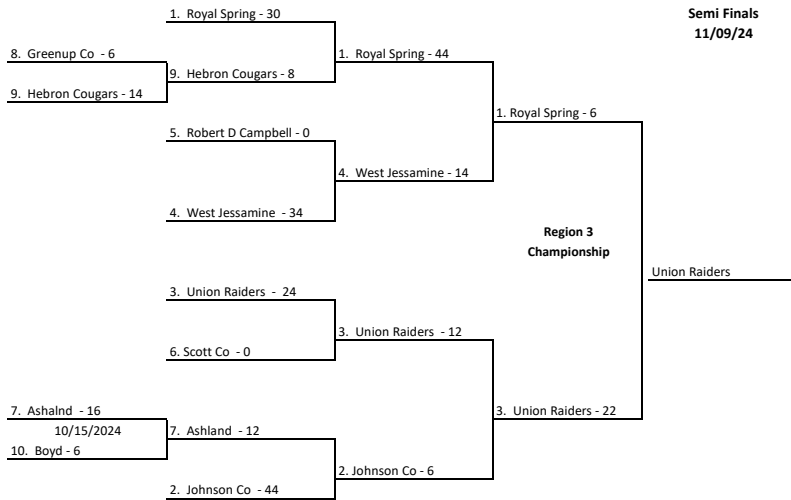 1. Royal Spring - 30
Semi Finals
11/09/24
8. Greenup Co - 6
1. Royal Spring - 44
9. Hebron Cougars - 8
9. Hebron Cougars - 14
1. Royal Spring - 6
5. Robert D Campbell - 0
4. West Jessamine - 14
4. West Jessamine - 34
Region 3
Championship
Union Raiders
3. Union Raiders - 24
3. Union Raiders - 12
6. Scott Co - 0
7. Ashalnd - 16
3. Union Raiders - 22
10/15/2024
7. Ashland - 12
10. Boyd - 6
2. Johnson Co - 6
2. Johnson Co - 44